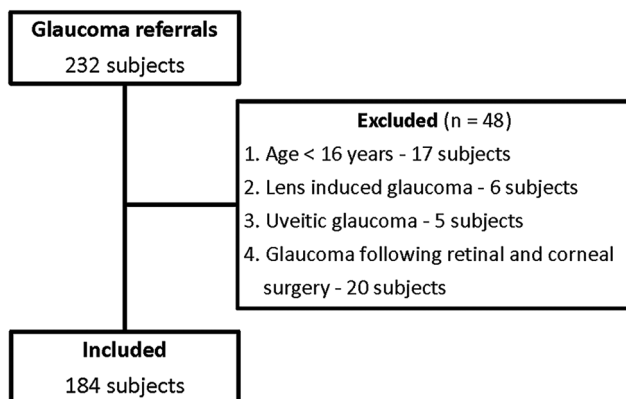 Glaucoma referrals
232 subjects
Excluded (n = 48)
1. Age < 16 years - 17 subjects
2. Lens induced glaucoma - 6 subjects
3. Uveitic glaucoma - 5 subjects
4. Glaucoma following retinal and corneal
surgery - 20 subjects
Included
184 subjects